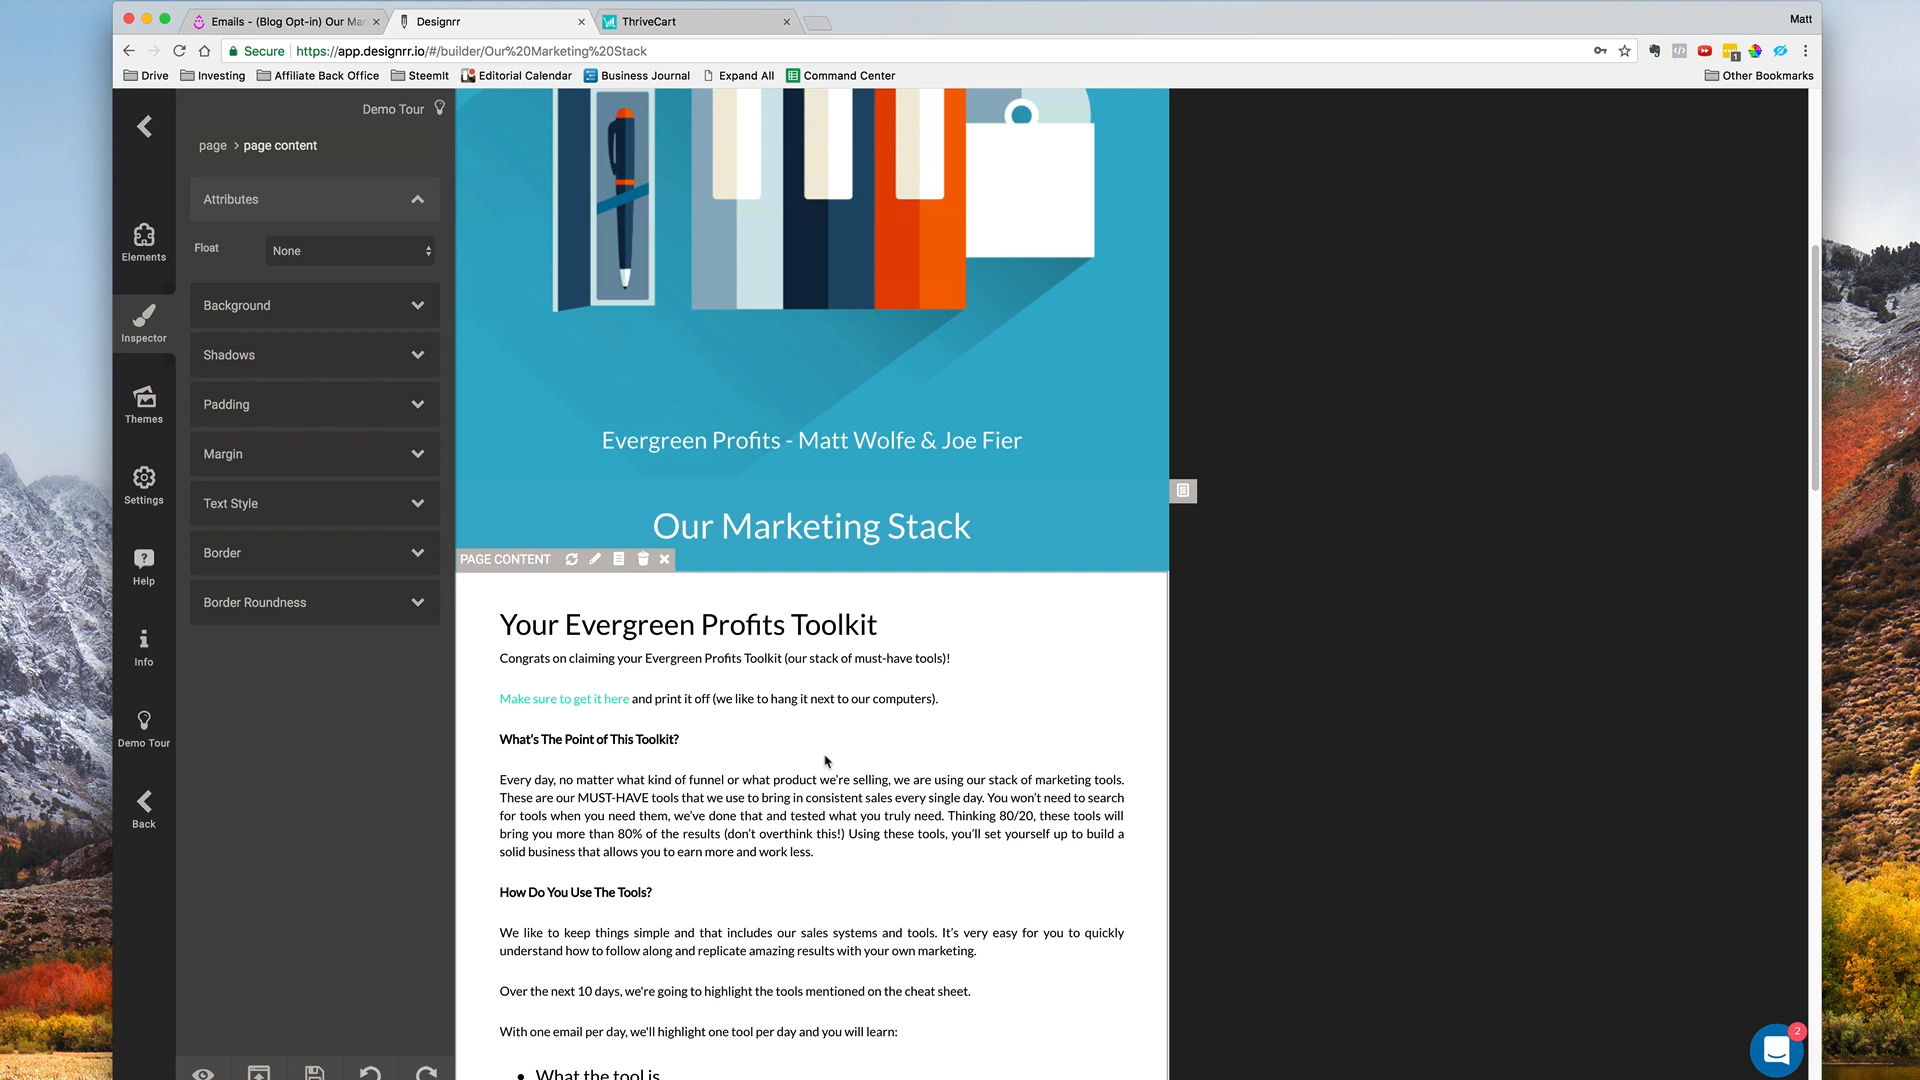 Emails - (Blog Opt-in) Our Mar
Designrr
ThriveCart
Matt
Secure
https://app.designrr.io/#/builder/Our%20Marketing%20Stack
Drive
Investing
Affiliate Back Office
SteemIt
Editorial Calendar
Business Journal
Expand All
Command Center
Other Bookmarks
Demo Tour
page > page content
Attributes
Float
None
Background
Shadows
Padding
Margin
Text Style
Border
Border Roundness
Elements
Inspector
Themes
Settings
Help
Info
Demo Tour
Back
Evergreen Profits - Matt Wolfe & Joe Fier
Our Marketing Stack
PAGE CONTENT
Your Evergreen Profits Toolkit
Congrats on claiming your Evergreen Profits Toolkit (our stack of must-have tools)!
Make sure to get it here and print it off (we like to hang it next to our computers).
What's The Point of This Toolkit?
Every day, no matter what kind of funnel or what product we're selling, we are using our stack of marketing tools.
These are our MUST-HAVE tools that we use to bring in consistent sales every single day. You won't need to search
for tools when you need them, we've done that and tested what you truly need. Thinking 80/20, these tools will
bring you more than 80% of the results (don't overthink this!) Using these tools, you'll set yourself up to build a
solid business that allows you to earn more and work less.
How Do You Use The Tools?
We like to keep things simple and that includes our sales systems and tools. It's very easy for you to quickly
understand how to follow along and replicate amazing results with your own marketing.
Over the next 10 days, we're going to highlight the tools mentioned on the cheat sheet.
With one email per day, we'll highlight one tool per day and you will learn:
• What the tool is
2
1